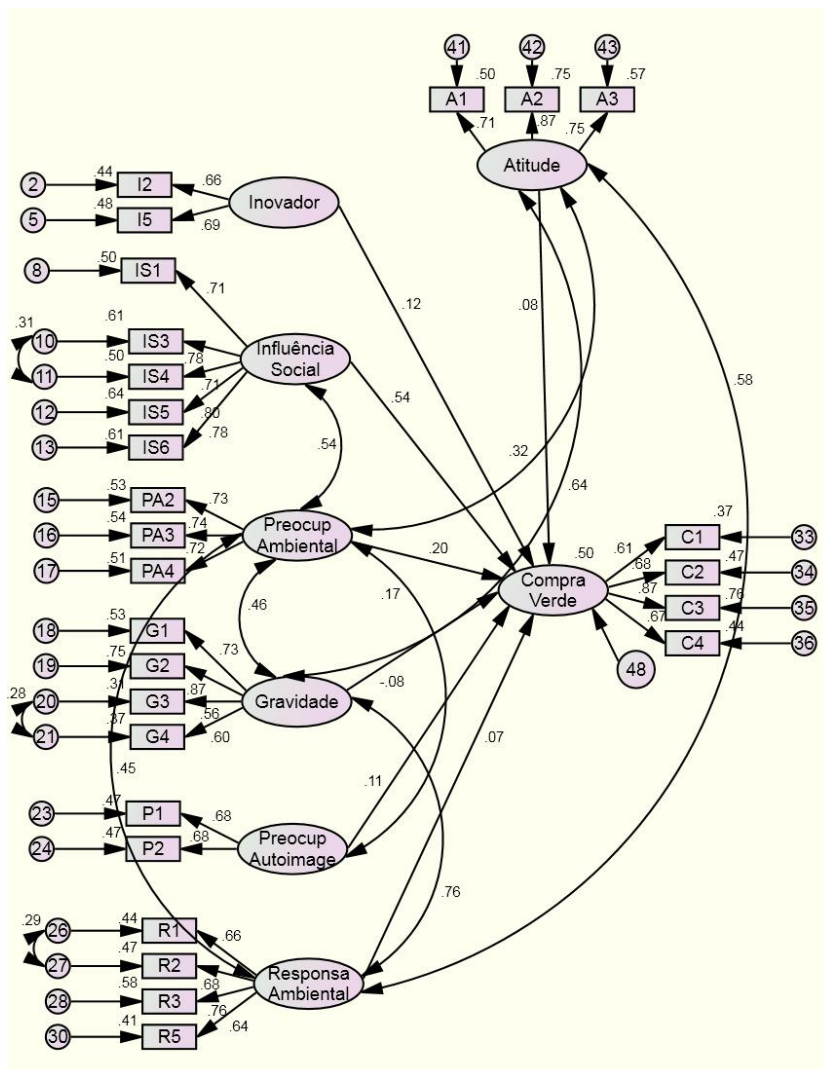 41 42 43
.50 .75 .57
A1 A2 A3
.71 .87 .75
Atitude
2 .44 I2 .66
Inovador
5 .48 I5 .69
8 .50 IS1
.71
.12 .08
.31 10 .61 IS3 .78
Influência
Social
11 .50 IS4 .71
.58
12 .64 IS5 .80
.54
13 .61 IS6 .78
.54 .32
.64
15 .53 PA2 .73
16 .54 PA3 .74
Preocup
Ambiental
17 .51 PA4 .72
.20
.50
Compra
Verde
.37
.61 C1 33
.47
.68 C2 34
.76
.87 C3 35
.44
.67 C4 36
48
.17
.46
18 .53 G1 .73
19 .75 G2
.28 20 .31 G3 .87
Gravidade
-.08
21 .37 G4 .56
.60
.07
.45
.11
23 .47 P1 .68
24 .47 P2 .68
Preocup
Autoimage
.76
.29 26 .44 R1 .66
27 .47 R2
28 .58 R3 .68
Responsa
Ambiental
.76
30 .41 R5 .64